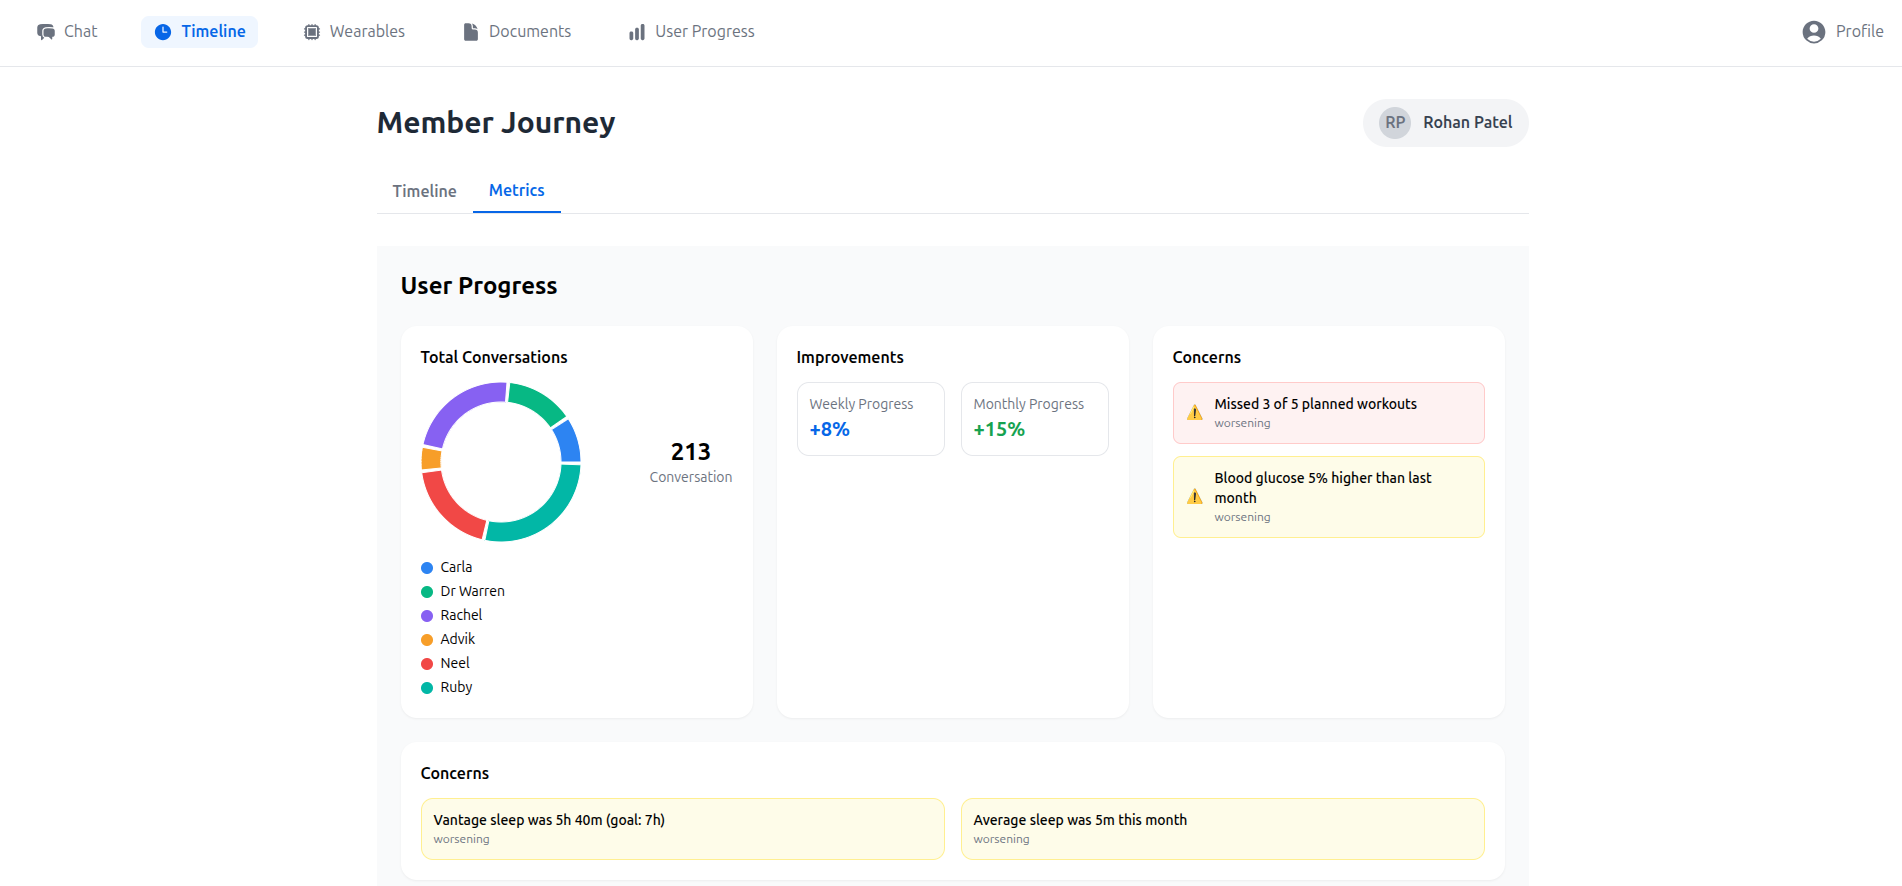 Chat
Timeline
Wearables
Documents
User Progress
Profile
Member Journey
RP
Rohan Patel
Timeline
Metrics
User Progress
Total Conversations
213
Conversation
Carla
Dr Warren
Rachel
Advik
Neel
Ruby
Improvements
Weekly Progress
+8%
Monthly Progress
+15%
Concerns
Missed 3 of 5 planned workouts
worsening
Blood glucose 5% higher than last
month
worsening
Concerns
Vantage sleep was 5h 40m (goal: 7h)
worsening
Average sleep was 5m this month
worsening